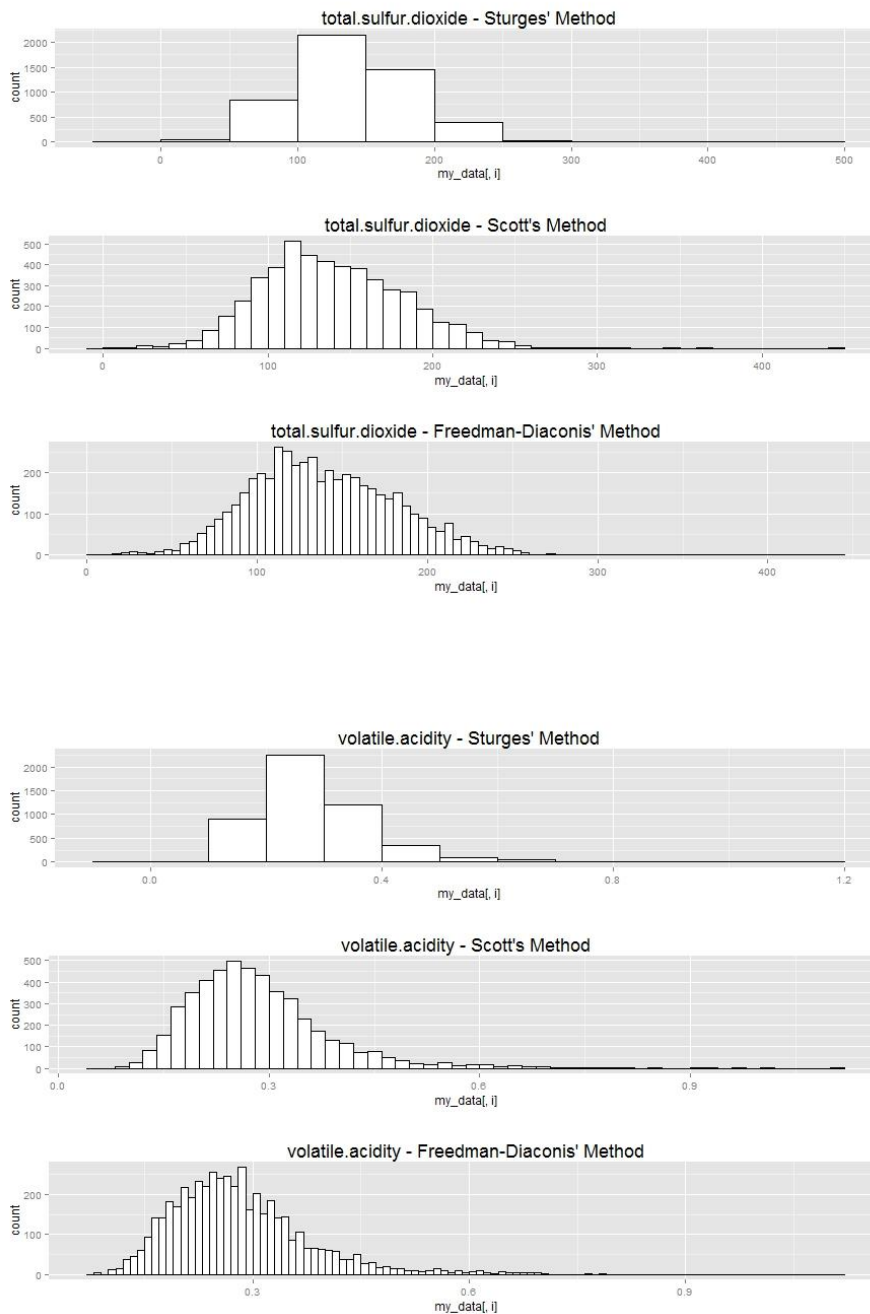 total.sulfur.dioxide - Sturges' Method
2000
1500
1000
500
0
count
0 100 200 300 400 500
my_data[, i]
total.sulfur.dioxide - Scott's Method
500
400
300
200
100
0
count
0 100 200 300 400
my_data[, i]
total.sulfur.dioxide - Freedman-Diaconis' Method
200
100
0
count
0 100 200 300 400
my_data[, i]
volatile.acidity - Sturges' Method
2000
1500
1000
500
0
count
0.0 0.4 0.8 1.2
my_data[, i]
volatile.acidity - Scott's Method
500
400
300
200
100
0
count
0.0 0.3 0.6 0.9
my_data[, i]
volatile.acidity - Freedman-Diaconis' Method
200
100
0
count
0.3 0.6 0.9
my_data[, i]